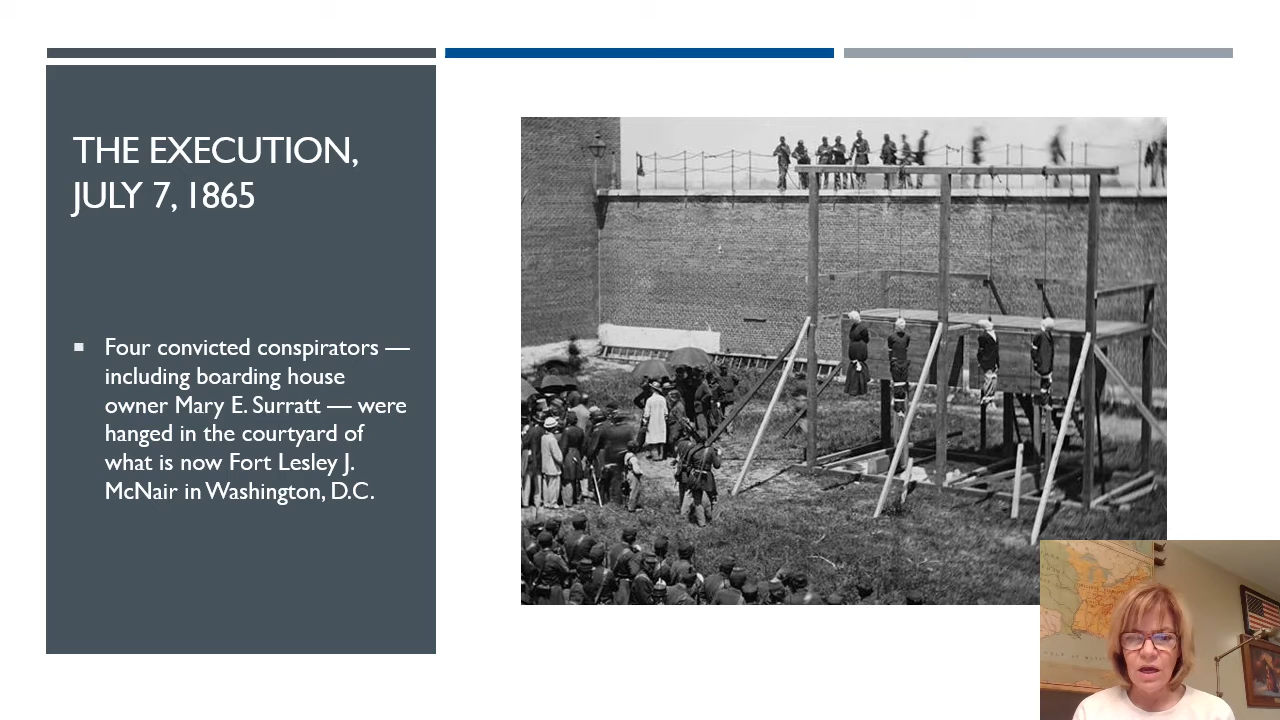 THE EXECUTION,
JULY 7, 1865
Four convicted conspirators —
including boarding house
owner Mary E. Surratt — were
hanged in the courtyard of
what is now Fort Lesley J.
McNair in Washington, D.C.